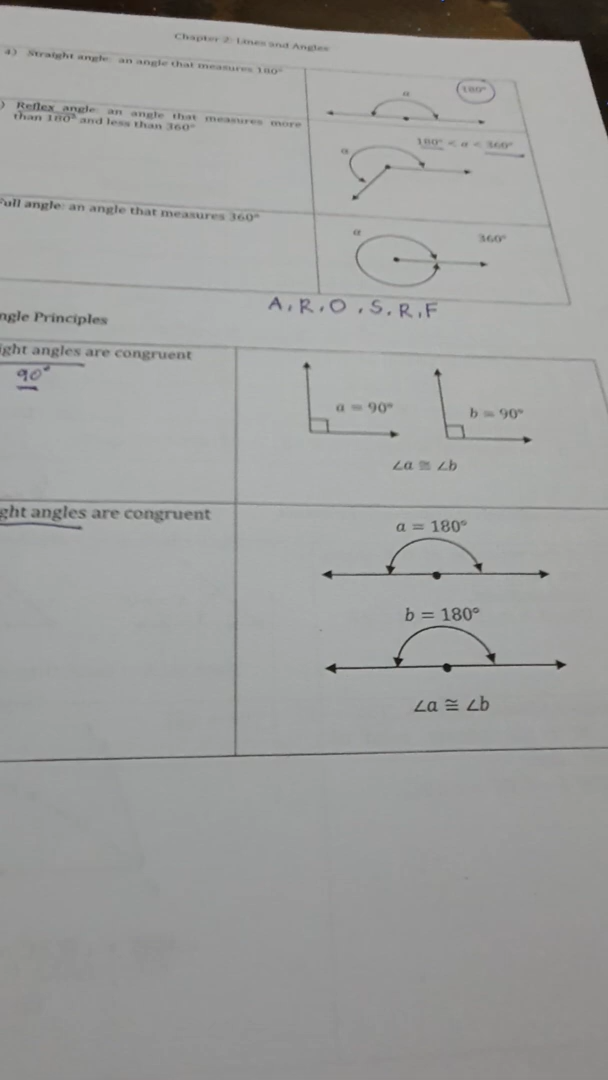 Chapter 2: Lines and Angles
4) Straight angle: an angle that measures 180°
α
180°
) Reflex angle: an angle that measures more
than 180° and less than 360°
180° < α < 360°
α
Full angle: an angle that measures 360°
α
360°
A, R, O, S, R, F
ngle Principles
ight angles are congruent
90°
a = 90°
b = 90°
∠a ≅ ∠b
ght angles are congruent
a = 180°
b = 180°
∠a ≅ ∠b